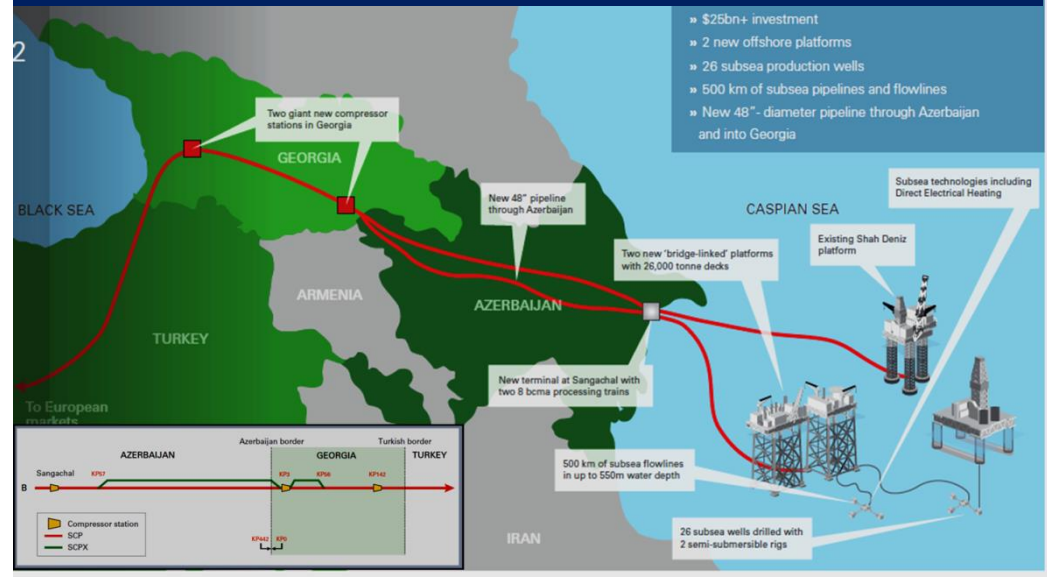 2
» $25bn+ investment
» 2 new offshore platforms
» 26 subsea production wells
» 500 km of subsea pipelines and flowlines
» New 48”- diameter pipeline through Azerbaijan
and into Georgia
Two giant new compressor
stations in Georgia
GEORGIA
BLACK SEA
New 48” pipeline
through Azerbaijan
CASPIAN SEA
Subsea technologies including
Direct Electrical Heating
Existing Shah Deniz
platform
Two new ‘bridge-linked’ platforms
with 26,000 tonne decks
ARMENIA
AZERBAIJAN
TURKEY
New terminal at Sangachal with
two 8 bcma processing trains
To European
markets
500 km of subsea flowlines
in up to 550m water depth
26 subsea wells drilled with
2 semi-submersible rigs
IRAN
Azerbaijan border
Turkish border
AZERBAIJAN
GEORGIA
TURKEY
Sangachal
KP57
KP3
KP56
KP142
B
Compressor station
SCP
SCPX
KP442
KP0